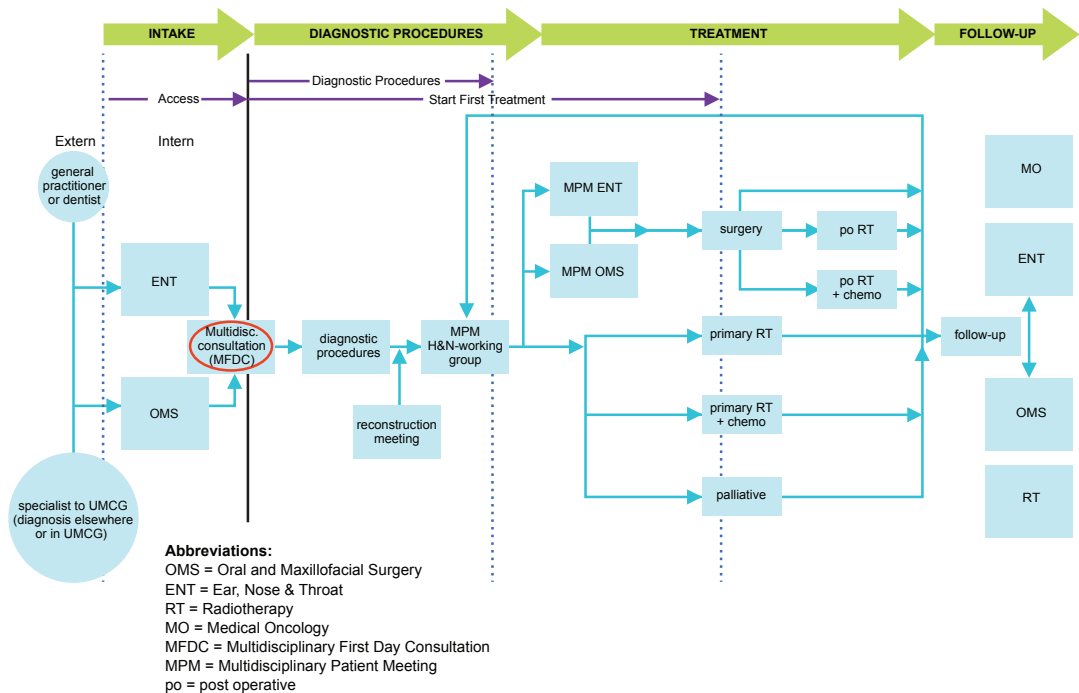 INTAKE
DIAGNOSTIC PROCEDURES
TREATMENT
FOLLOW-UP
Diagnostic Procedures
Access
Start First Treatment
Extern
Intern
general
practitioner
or dentist
ENT
OMS
specialist to UMCG
(diagnosis elsewhere
or in UMCG)
Multidisc.
consultation
(MFDC)
diagnostic
procedures
reconstruction
meeting
MPM
H&N-working
group
MPM ENT
MPM OMS
surgery
po RT
po RT
+ chemo
primary RT
primary RT
+ chemo
palliative
follow-up
MO
ENT
OMS
RT
Abbreviations:
OMS = Oral and Maxillofacial Surgery
ENT = Ear, Nose & Throat
RT = Radiotherapy
MO = Medical Oncology
MFDC = Multidisciplinary First Day Consultation
MPM = Multidisciplinary Patient Meeting
po = post operative